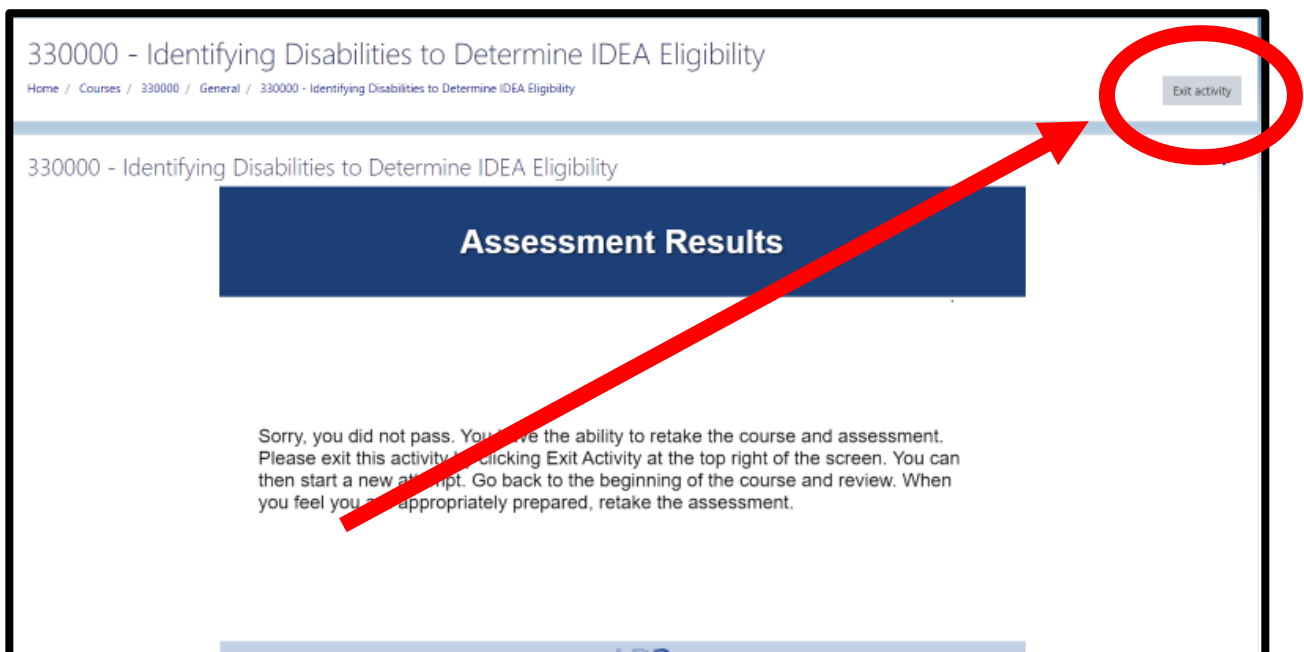 330000 - Identifying Disabilities to Determine IDEA Eligibility
Home / Courses / 330000 / General / 330000 - Identifying Disabilities to Determine IDEA Eligibility
Exit activity
330000 - Identifying Disabilities to Determine IDEA Eligibility
Assessment Results
Sorry, you did not pass. You have the ability to retake the course and assessment.
Please exit this activity by clicking Exit Activity at the top right of the screen. You can
then start a new attempt. Go back to the beginning of the course and review. When
you feel you are appropriately prepared, retake the assessment.